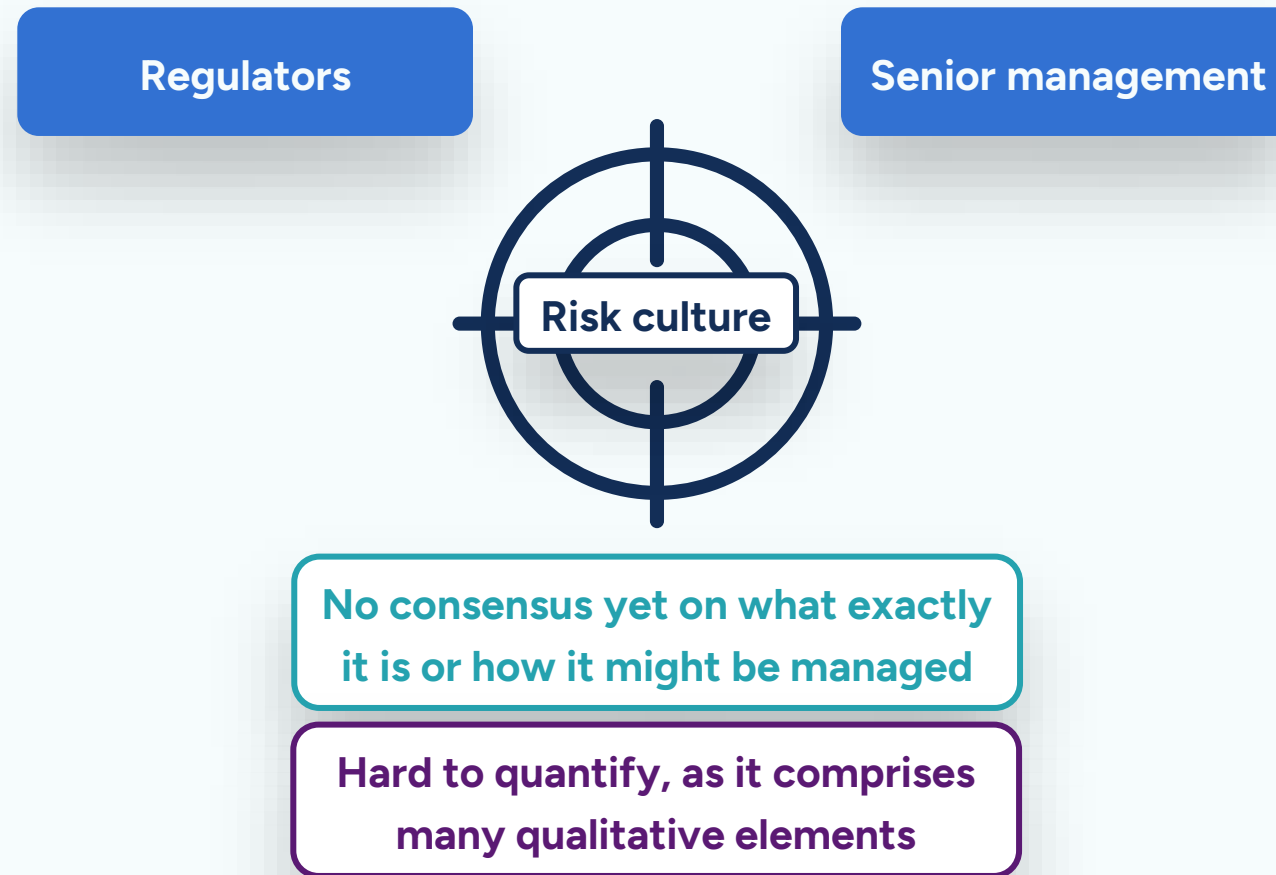 Regulators
Senior management
Risk culture
No consensus yet on what exactly
it is or how it might be managed
Hard to quantify, as it comprises
many qualitative elements